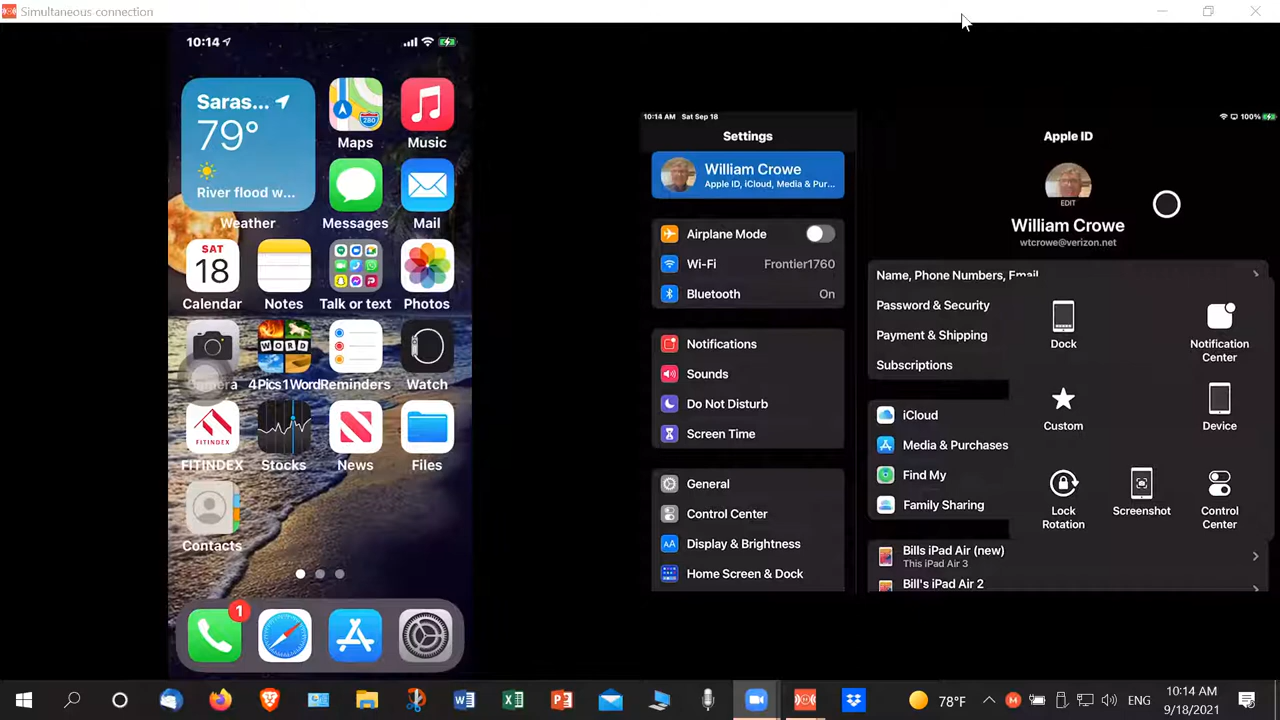 Simultaneous connection
10:14
Saras...
79°
River flood w...
Weather
Maps
Music
Messages
Mail
SAT
18
Calendar
Notes
Talk or text
Photos
Camera
WORD
4Pics1Word
Reminders
Watch
FITINDEX
FITINDEX
Stocks
News
Files
Contacts
1
10:14 AM Sat Sep 18
100%
Settings
William Crowe
Apple ID, iCloud, Media & Pur...
Airplane Mode
Wi-Fi
Frontier1760
Bluetooth
On
Notifications
Sounds
Do Not Disturb
Screen Time
General
Control Center
AA
Display & Brightness
Home Screen & Dock
Apple ID
EDIT
William Crowe
wtcrowe@verizon.net
Name, Phone Numbers, Email
Password & Security
Payment & Shipping
Subscriptions
iCloud
Media & Purchases
Find My
Family Sharing
Bills iPad Air (new)
This iPad Air 3
Bill's iPad Air 2
Dock
Notification
Center
Custom
Device
Lock
Rotation
Screenshot
Control
Center
78°F
ENG
10:14 AM
9/18/2021